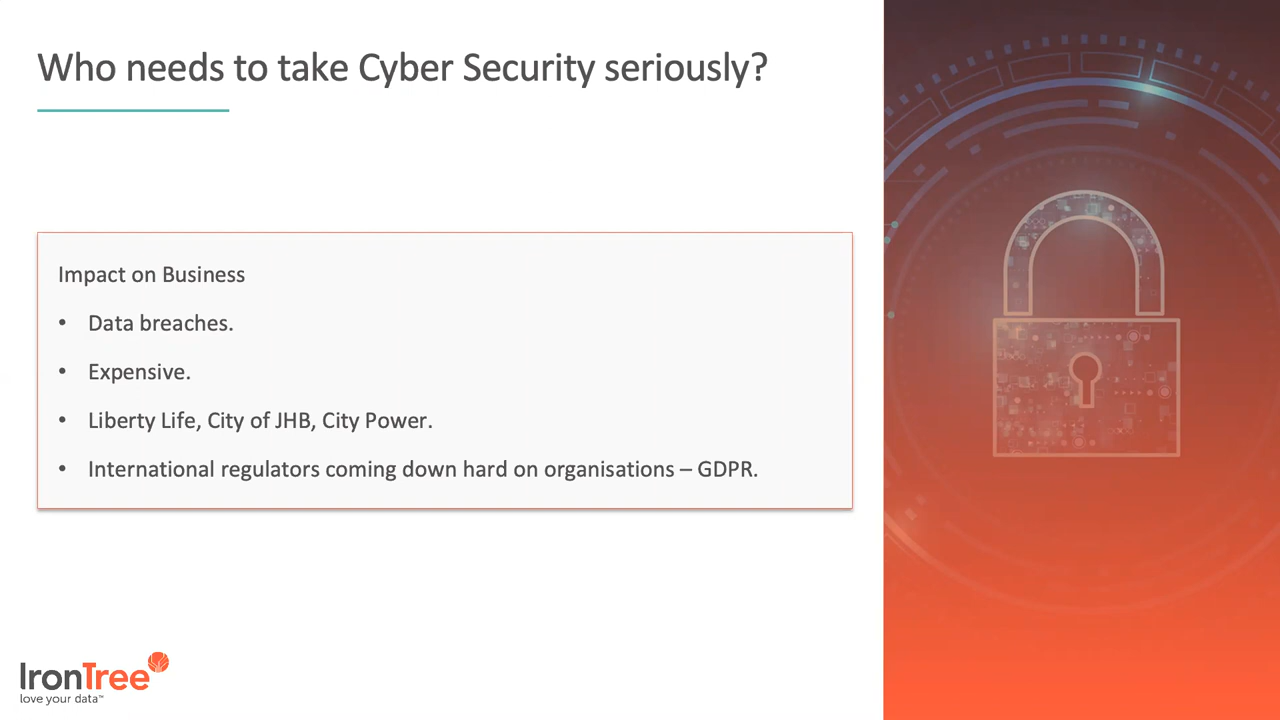 Who needs to take Cyber Security seriously?
Impact on Business
• Data breaches.
• Expensive.
• Liberty Life, City of JHB, City Power.
• International regulators coming down hard on organisations – GDPR.
IronTree
love your data™